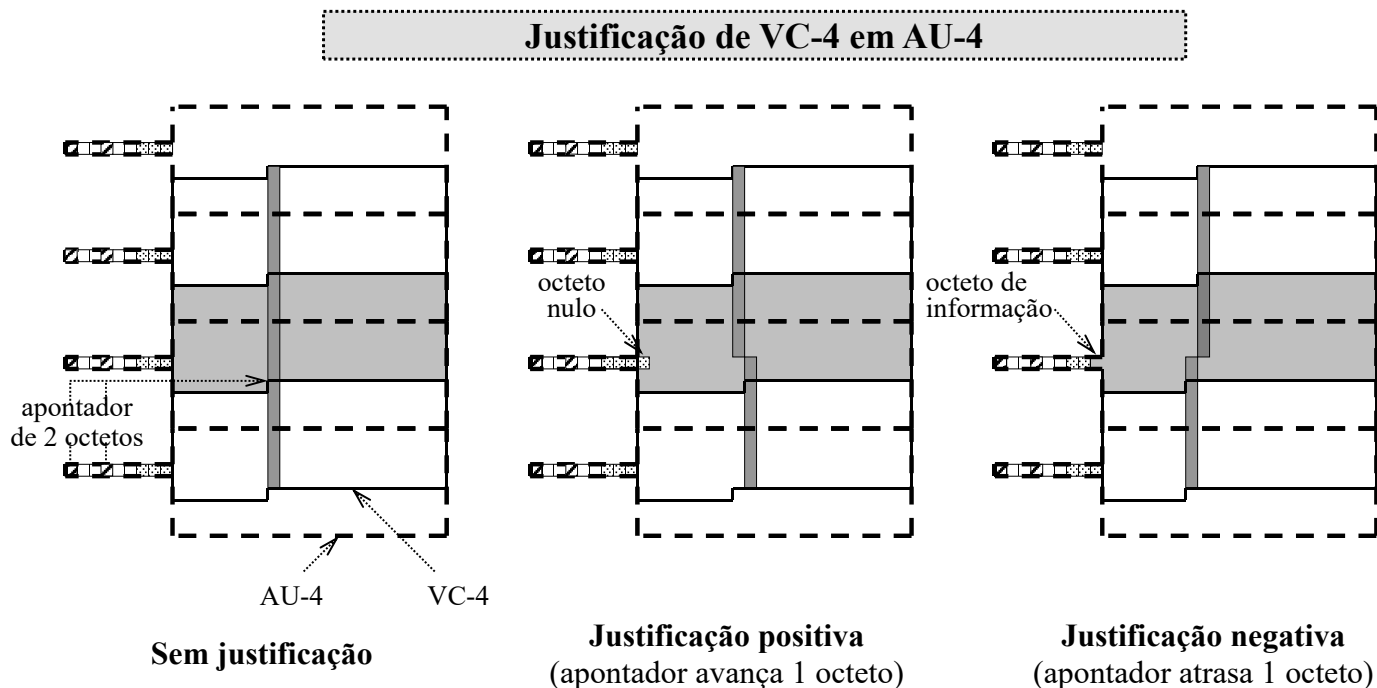 Justificação de VC-4 em AU-4
octeto
nulo
octeto de
informação
apontador
de 2 octetos
AU-4
VC-4
Sem justificação
Justificação positiva
(apontador avança 1 octeto)
Justificação negativa
(apontador atrasa 1 octeto)